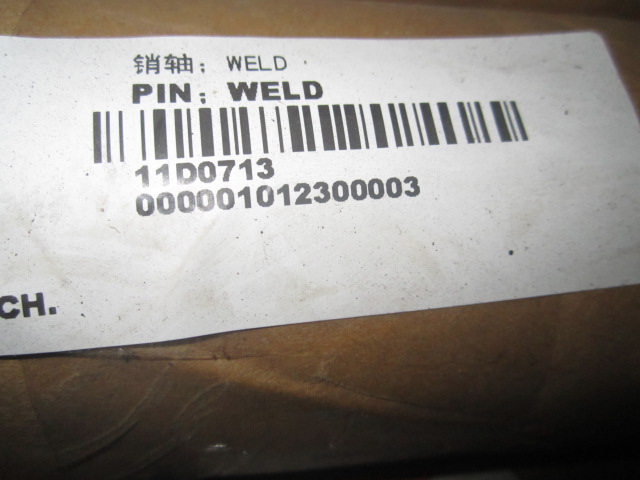 销轴；WELD
PIN；WELD
11D0713
000001012300003
CH.